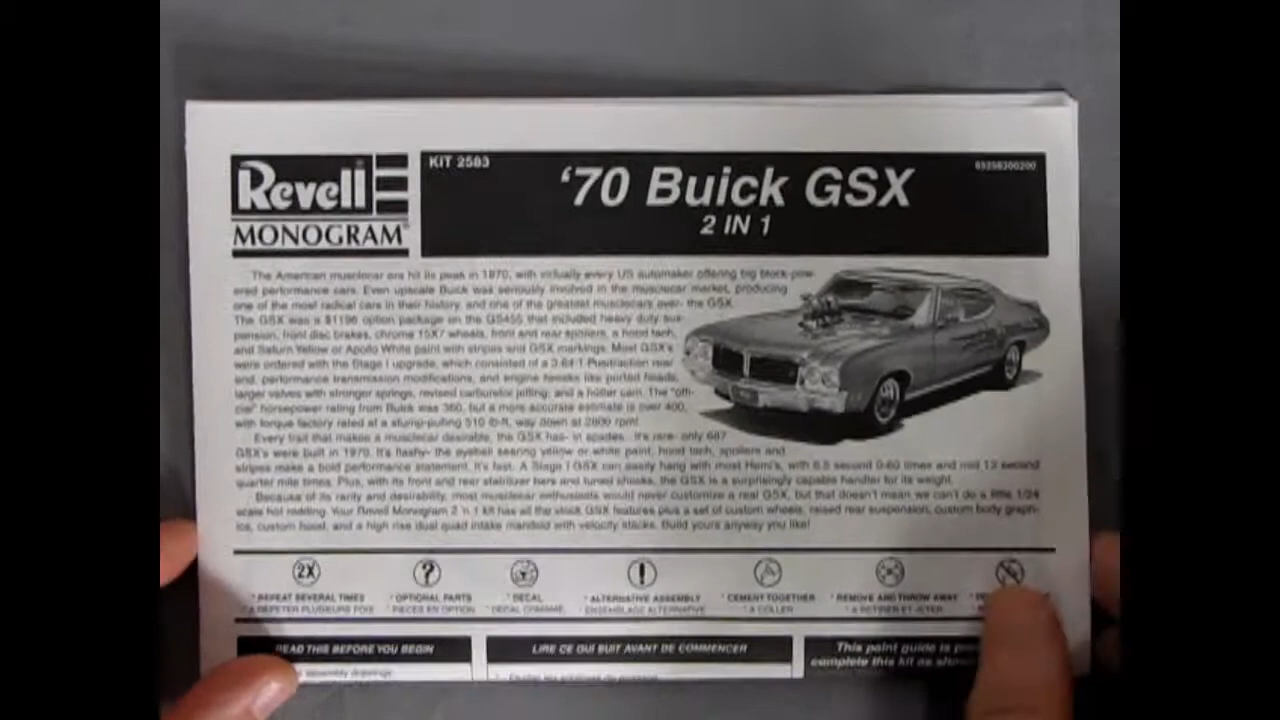 Revell
MONOGRAM
KIT 2583
'70 Buick GSX
2 IN 1
The American musclecar era hit its peak in 1970, with virtually every US automaker offering big block-pow-
ered performance cars. Even upscale Buick was seriously involved in the musclecar market, producing
one of the most radical cars in their history, and one of the greatest musclecars ever- the GSX.
The GSX was a $1196 option package on the GS455 that included heavy duty sus-
pension, front disc brakes, chrome 15X7 wheels, front and rear spoilers, a hood tach,
and Saturn Yellow or Apollo White paint with stripes and GSX markings. Most GSX's
were ordered with the Stage I upgrade, which consisted of a 3.64:1 Positraction rear
end, performance transmission modifications, and engine tweaks like ported heads,
larger valves with stronger springs, revised carburetor jetting, and a hotter cam. The "offi-
cial" horsepower rating from Buick was 360, but a more accurate estimate is over 400,
with torque factory rated at a stump-pulling 510 lb-ft, way down at 2800 rpm!
Every trait that makes a musclecar desirable, the GSX has- in spades. It's rare- only 687
GSX's were built in 1970. It's flashy- the eyeball searing yellow or white paint, hood tach, spoilers and
stripes make a bold performance statement. It's fast. A Stage I GSX can easily hang with most Hemi's, with 5.5 second 0-60 times and mid 13 second
quarter mile times. Plus, with its front and rear stabilizer bars and tuned shocks, the GSX is a surprisingly capable handler for its weight.
Because of its rarity and desirability, most musclecar enthusiasts would never customize a real GSX, but that doesn't mean we can't do a little 1/24
scale hot rodding. Your Revell Monogram 2 'n 1 kit has all the stock GSX features plus a set of custom wheels, raised rear suspension, custom body graph-
ics, custom hood, and a high rise dual quad intake manifold with velocity stacks. Build yours anyway you like!
2X
?
!
* REPEAT SEVERAL TIMES
* OPTIONAL PARTS
* DECAL
* ALTERNATIVE ASSEMBLY
* CEMENT TOGETHER
* REMOVE AND THROW AWAY
* A REPETER PLUSIEURS FOIS
* PIECES EN OPTION
* ENSEMBLAGE ALTERNATIVE
* A COLLER
* A RETIRER ET JETER
READ THIS BEFORE YOU BEGIN
LIRE CE QUI SUIT AVANT DE COMMENCER
This paint guide is
complete this kit as
assembly drawings.